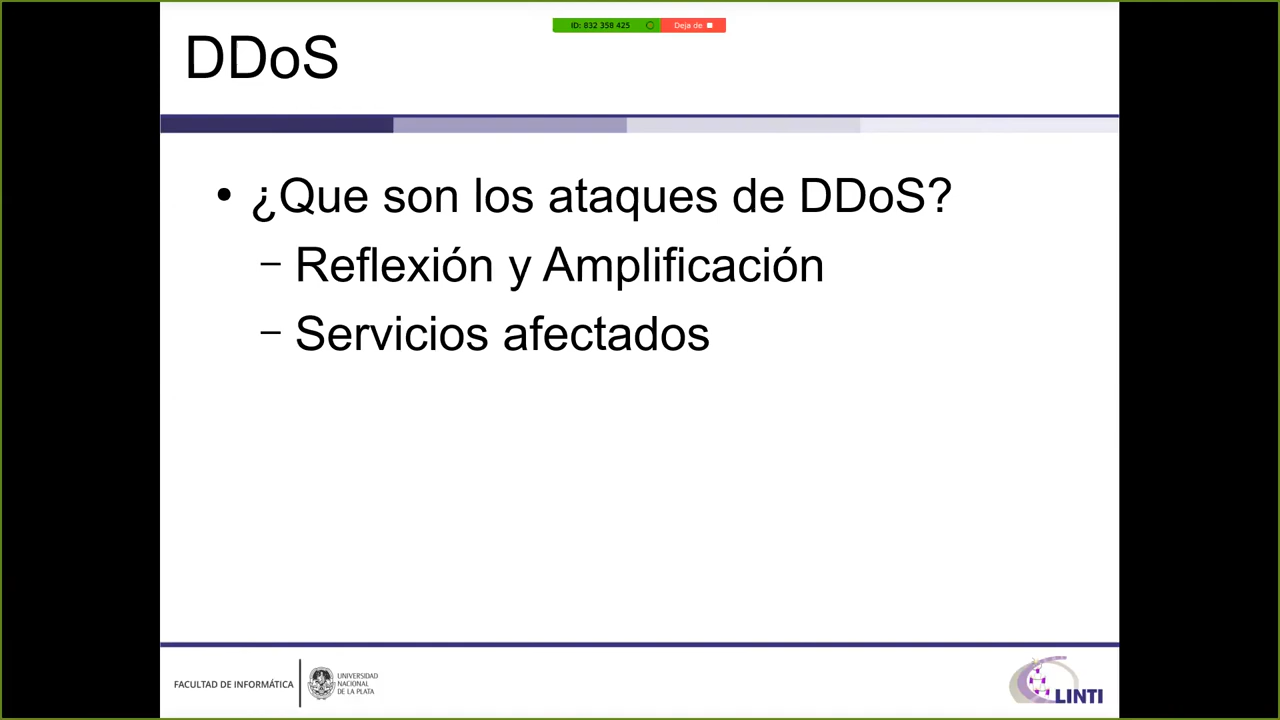 ID: 832 358 425
Deja de
DDoS
• ¿Que son los ataques de DDoS?
– Reflexión y Amplificación
– Servicios afectados
FACULTAD DE INFORMÁTICA
UNIVERSIDAD
NACIONAL
DE LA PLATA
LINTI